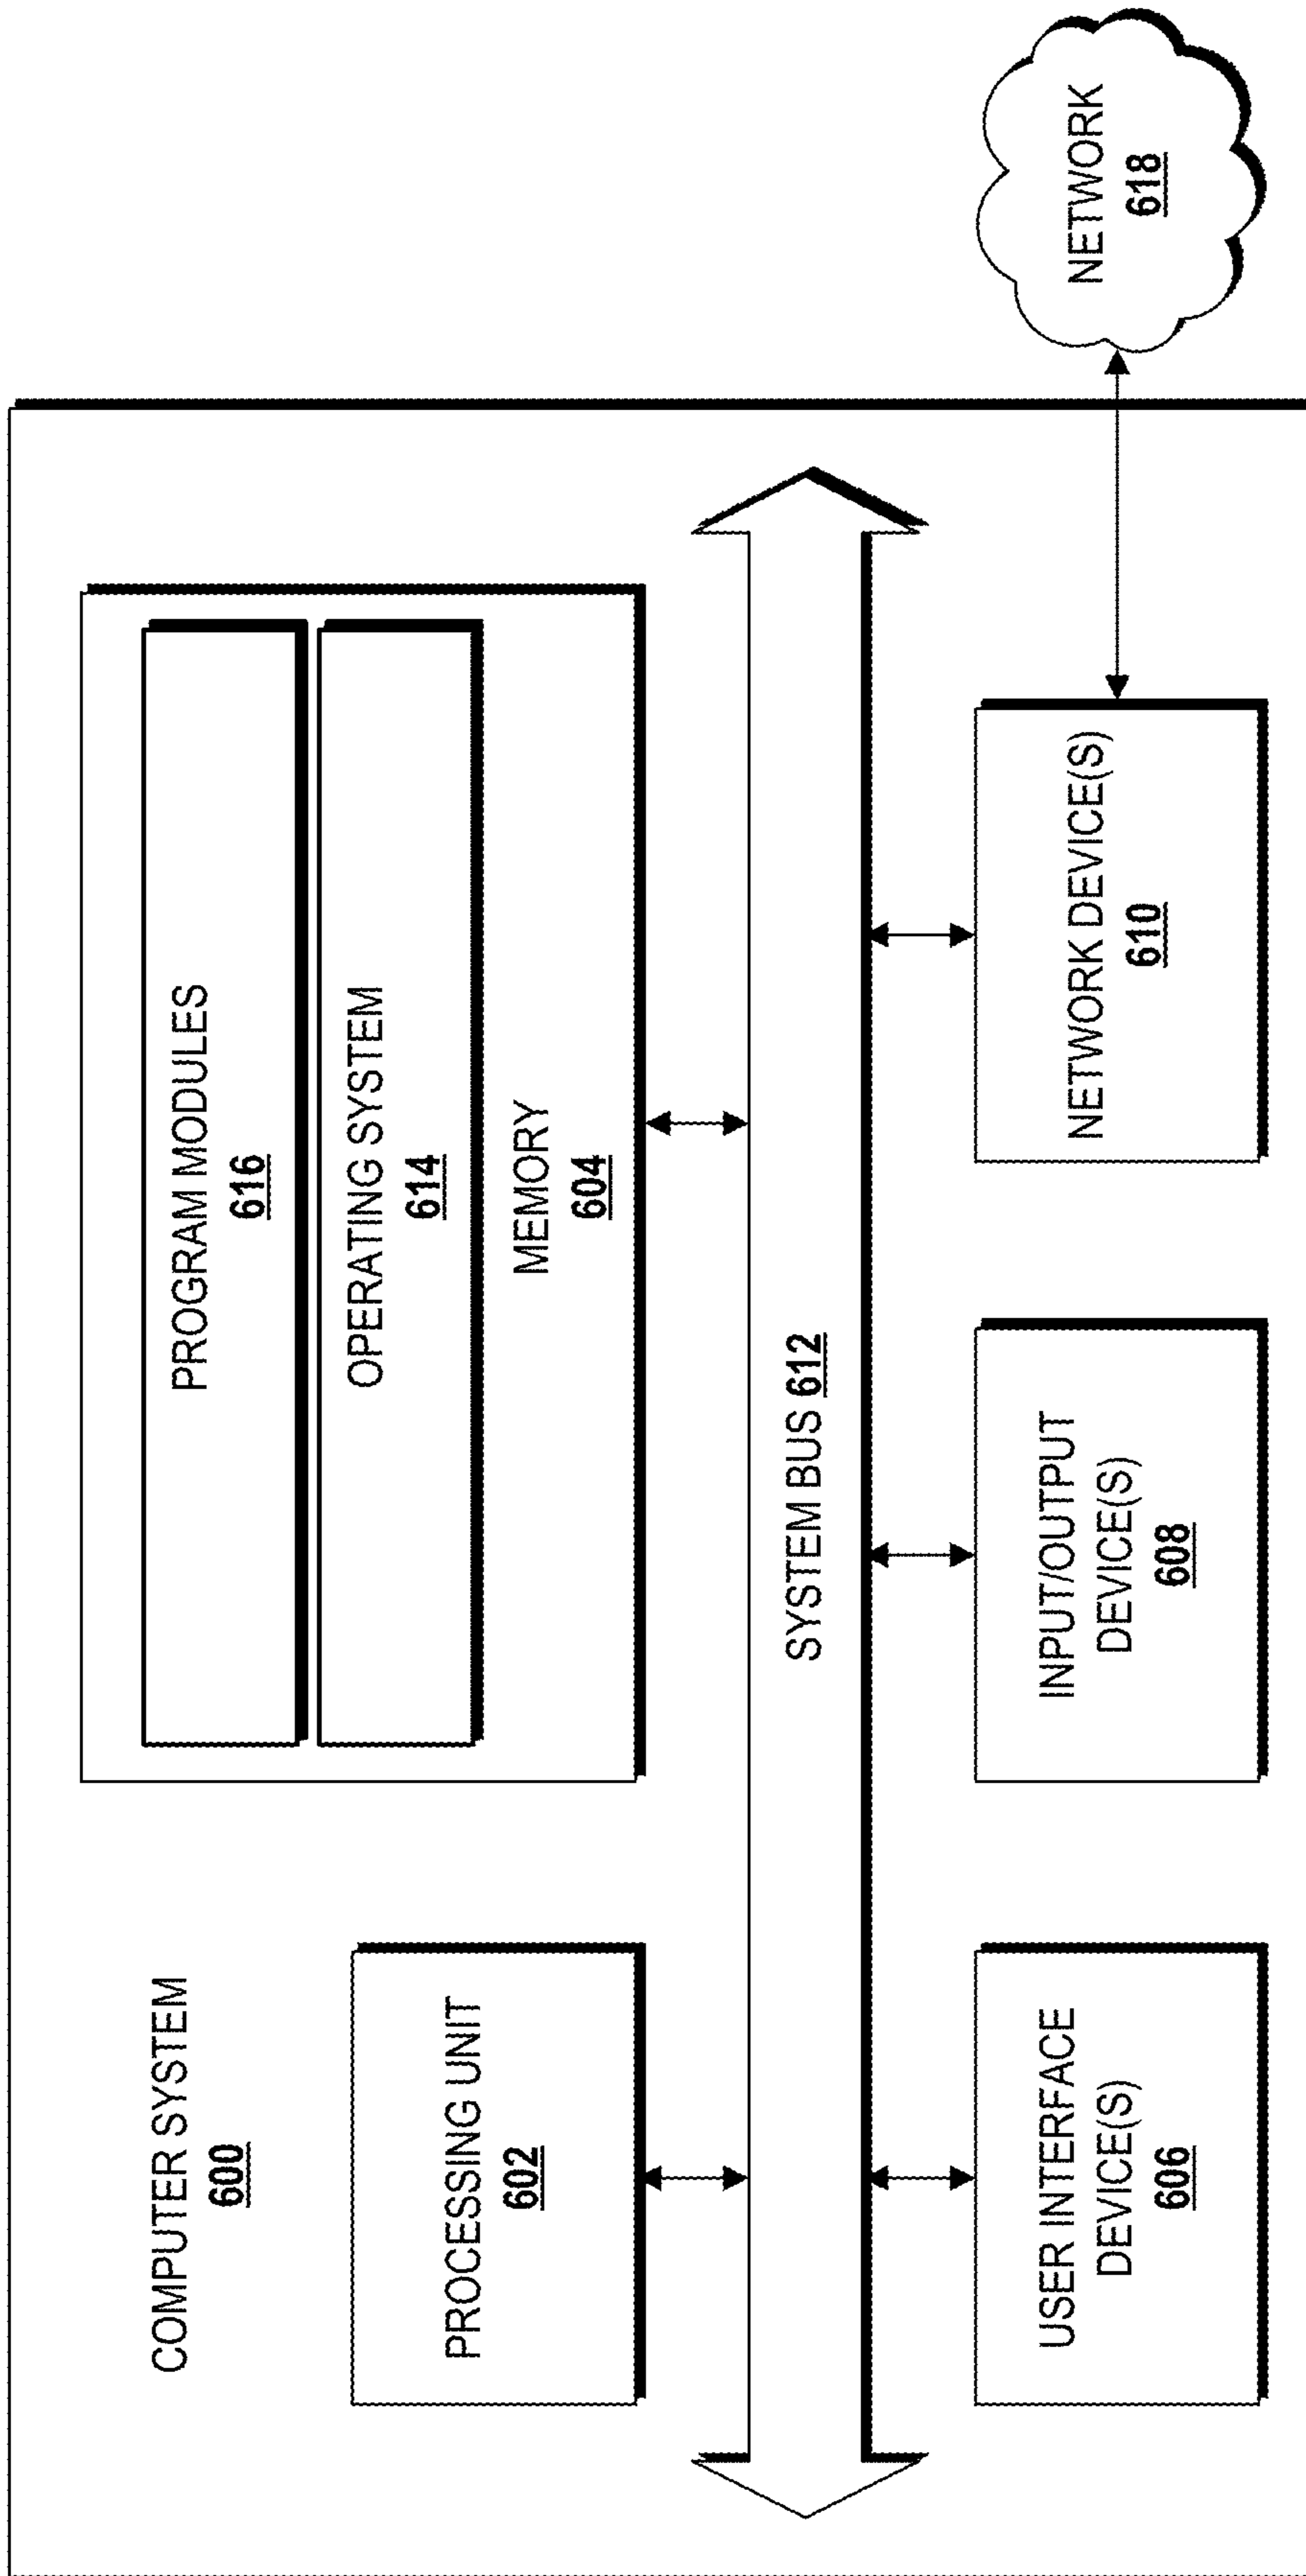 COMPUTER SYSTEM
600
PROCESSING UNIT
602
PROGRAM MODULES
616
OPERATING SYSTEM
614
MEMORY
604
SYSTEM BUS 612
USER INTERFACE
DEVICE(S)
606
INPUT/OUTPUT
DEVICE(S)
608
NETWORK DEVICE(S)
610
NETWORK
618